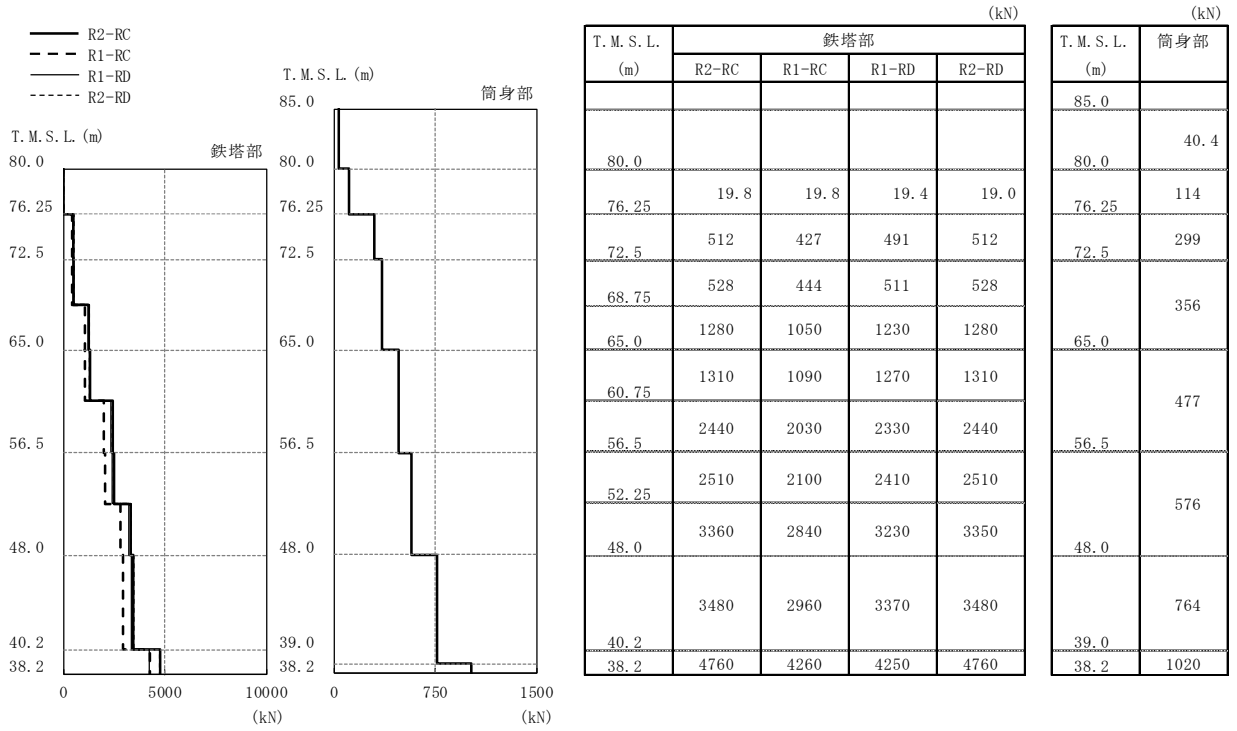 R2-RC
R1-RC
R1-RD
R2-RD
T.M.S.L.(m)
鉄塔部
80.0
76.25
72.5
65.0
56.5
48.0
40.2
38.2
0 5000 10000
(kN)
T.M.S.L.(m)
筒身部
85.0
80.0
76.25
72.5
65.0
56.5
48.0
39.0
38.2
0 750 1500
(kN)
(kN)
T.M.S.L. 鉄塔部
(m) R2-RC R1-RC R1-RD R2-RD
80.0
19.8 19.8 19.4 19.0
76.25
512 427 491 512
72.5
528 444 511 528
68.75
1280 1050 1230 1280
65.0
1310 1090 1270 1310
60.75
2440 2030 2330 2440
56.5
2510 2100 2410 2510
52.25
3360 2840 3230 3350
48.0
3480 2960 3370 3480
40.2
4760 4260 4250 4760
38.2
(kN)
T.M.S.L. 筒身部
(m)
85.0
40.4
80.0
114
76.25
299
72.5
356
65.0
477
56.5
576
48.0
764
39.0
1020
38.2